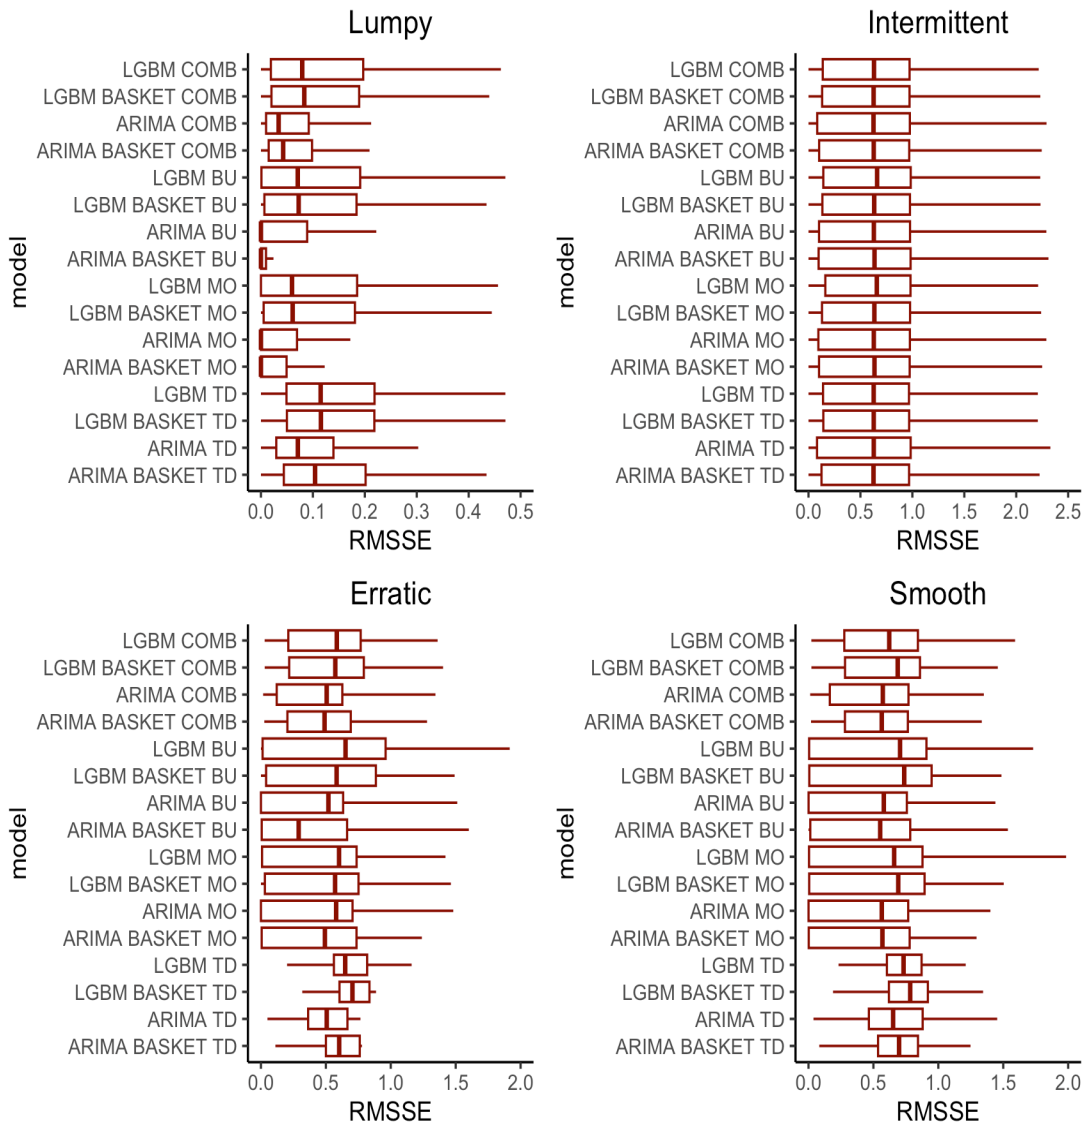 Lumpy
model
LGBM COMB
LGBM BASKET COMB
ARIMA COMB
ARIMA BASKET COMB
LGBM BU
LGBM BASKET BU
ARIMA BU
ARIMA BASKET BU
LGBM MO
LGBM BASKET MO
ARIMA MO
ARIMA BASKET MO
LGBM TD
LGBM BASKET TD
ARIMA TD
ARIMA BASKET TD
0.0 0.1 0.2 0.3 0.4 0.5
RMSSE
Intermittent
model
LGBM COMB
LGBM BASKET COMB
ARIMA COMB
ARIMA BASKET COMB
LGBM BU
LGBM BASKET BU
ARIMA BU
ARIMA BASKET BU
LGBM MO
LGBM BASKET MO
ARIMA MO
ARIMA BASKET MO
LGBM TD
LGBM BASKET TD
ARIMA TD
ARIMA BASKET TD
0.0 0.5 1.0 1.5 2.0 2.5
RMSSE
Erratic
model
LGBM COMB
LGBM BASKET COMB
ARIMA COMB
ARIMA BASKET COMB
LGBM BU
LGBM BASKET BU
ARIMA BU
ARIMA BASKET BU
LGBM MO
LGBM BASKET MO
ARIMA MO
ARIMA BASKET MO
LGBM TD
LGBM BASKET TD
ARIMA TD
ARIMA BASKET TD
0.0 0.5 1.0 1.5 2.0
RMSSE
Smooth
model
LGBM COMB
LGBM BASKET COMB
ARIMA COMB
ARIMA BASKET COMB
LGBM BU
LGBM BASKET BU
ARIMA BU
ARIMA BASKET BU
LGBM MO
LGBM BASKET MO
ARIMA MO
ARIMA BASKET MO
LGBM TD
LGBM BASKET TD
ARIMA TD
ARIMA BASKET TD
0.0 0.5 1.0 1.5 2.0
RMSSE